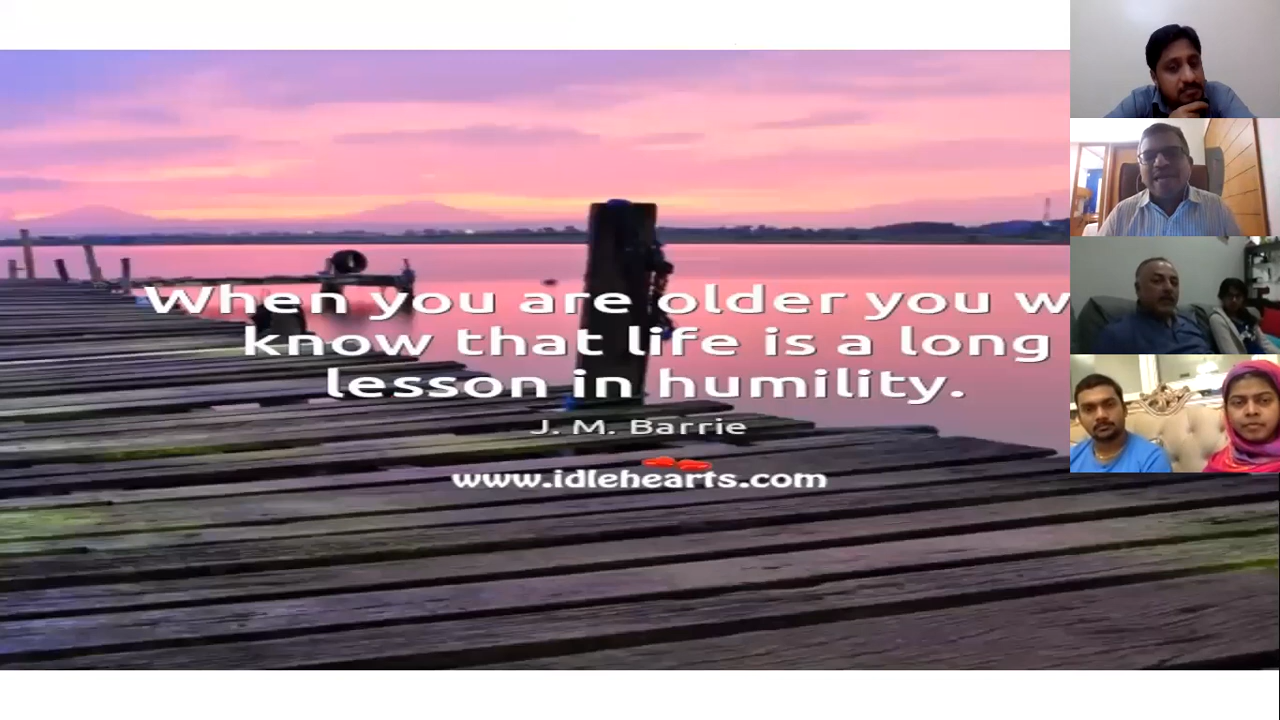 When you are older you w
know that life is a long
lesson in humility.
J. M. Barrie
www.idlehearts.com